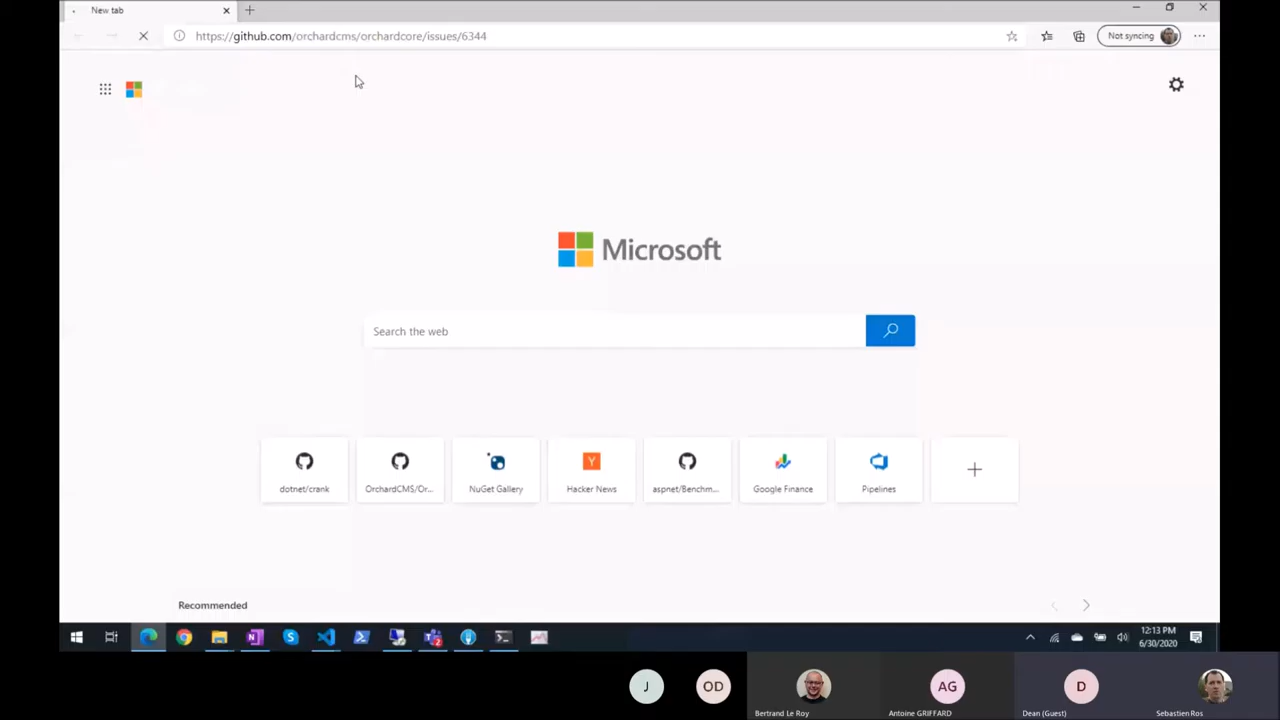 New tab
https://github.com/orchardcms/orchardcore/issues/6344
Not syncing
Microsoft
Search the web
dotnet/crank
OrchardCMS/Or...
NuGet Gallery
Hacker News
aspnet/Benchm...
Google Finance
Pipelines
Recommended
12:13 PM
6/30/2020
J
OD
AG
D
Bertrand Le Roy
Antoine GRIFFARD
Dean (Guest)
Sebastien Ros